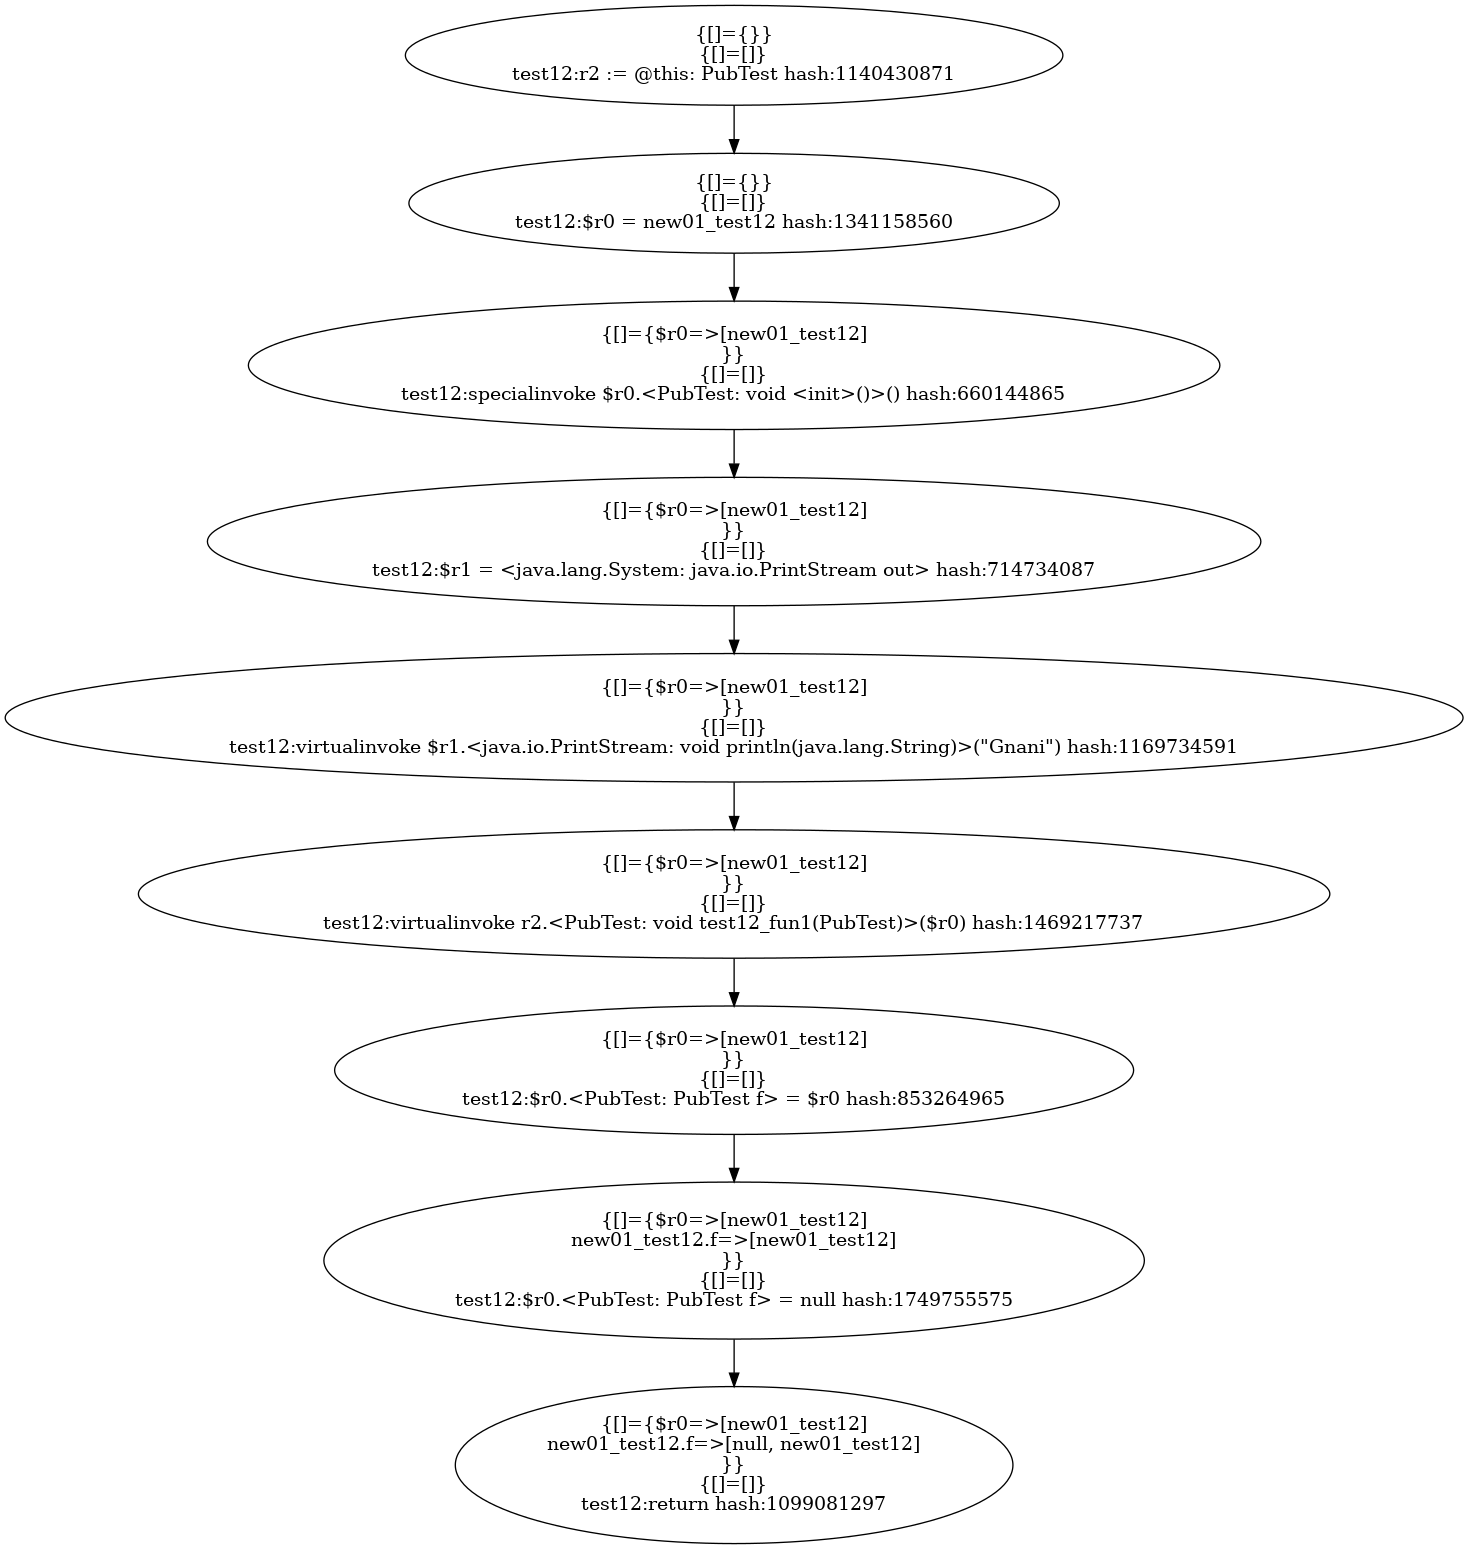 {[]={}}
{[]=[]}
test12:r2 := @this: PubTest hash:1140430871
{[]={}}
{[]=[]}
test12:$r0 = new01_test12 hash:1341158560
{[]={$r0=>[new01_test12]
}}
{[]=[]}
test12:specialinvoke $r0.<PubTest: void <init>()>() hash:660144865
{[]={$r0=>[new01_test12]
}}
{[]=[]}
test12:$r1 = <java.lang.System: java.io.PrintStream out> hash:714734087
{[]={$r0=>[new01_test12]
}}
{[]=[]}
test12:virtualinvoke $r1.<java.io.PrintStream: void println(java.lang.String)>(\"Gnani\") hash:1169734591
{[]={$r0=>[new01_test12]
}}
{[]=[]}
test12:virtualinvoke r2.<PubTest: void test12_fun1(PubTest)>($r0) hash:1469217737
{[]={$r0=>[new01_test12]
}}
{[]=[]}
test12:$r0.<PubTest: PubTest f> = $r0 hash:853264965
{[]={$r0=>[new01_test12]
new01_test12.f=>[new01_test12]
}}
{[]=[]}
test12:$r0.<PubTest: PubTest f> = null hash:1749755575
{[]={$r0=>[new01_test12]
new01_test12.f=>[null, new01_test12]
}}
{[]=[]}
test12:return hash:1099081297